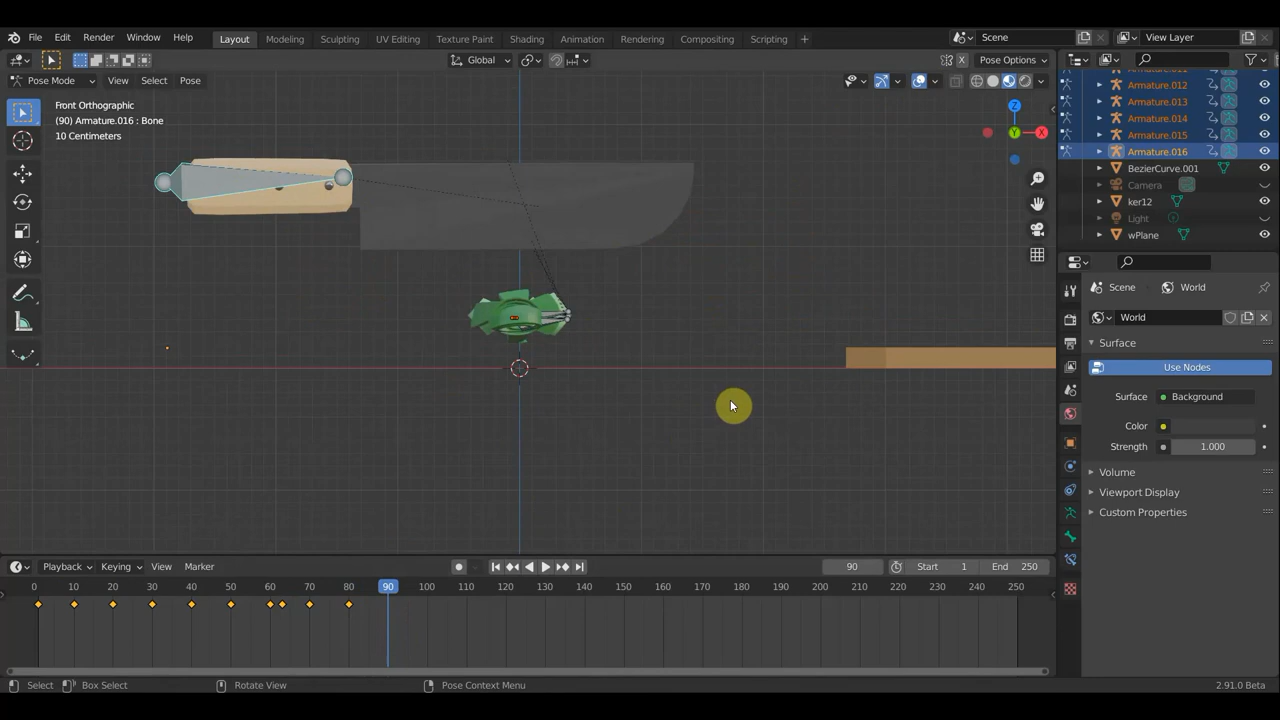 File Edit Render Window Help Layout Modeling Sculpting UV Editing Texture Paint Shading Animation Rendering Compositing Scripting + Scene View Layer
Global Pose Options
Pose Mode View Select Pose
Front Orthographic
(90) Armature.016 : Bone
10 Centimeters
Z
Y
X
Armature.012
Armature.013
Armature.014
Armature.015
Armature.016
BezierCurve.001
Camera
ker12
Light
wPlane
Scene World
World
Surface
Use Nodes
Surface Background
Color
Strength 1.000
Volume
Viewport Display
Custom Properties
Playback Keying View Marker 90 Start 1 End 250
0 10 20 30 40 50 60 70 80 90 100 110 120 130 140 150 160 170 180 190 200 210 220 230 240 250
Select Box Select Rotate View Pose Context Menu 2.91.0 Beta